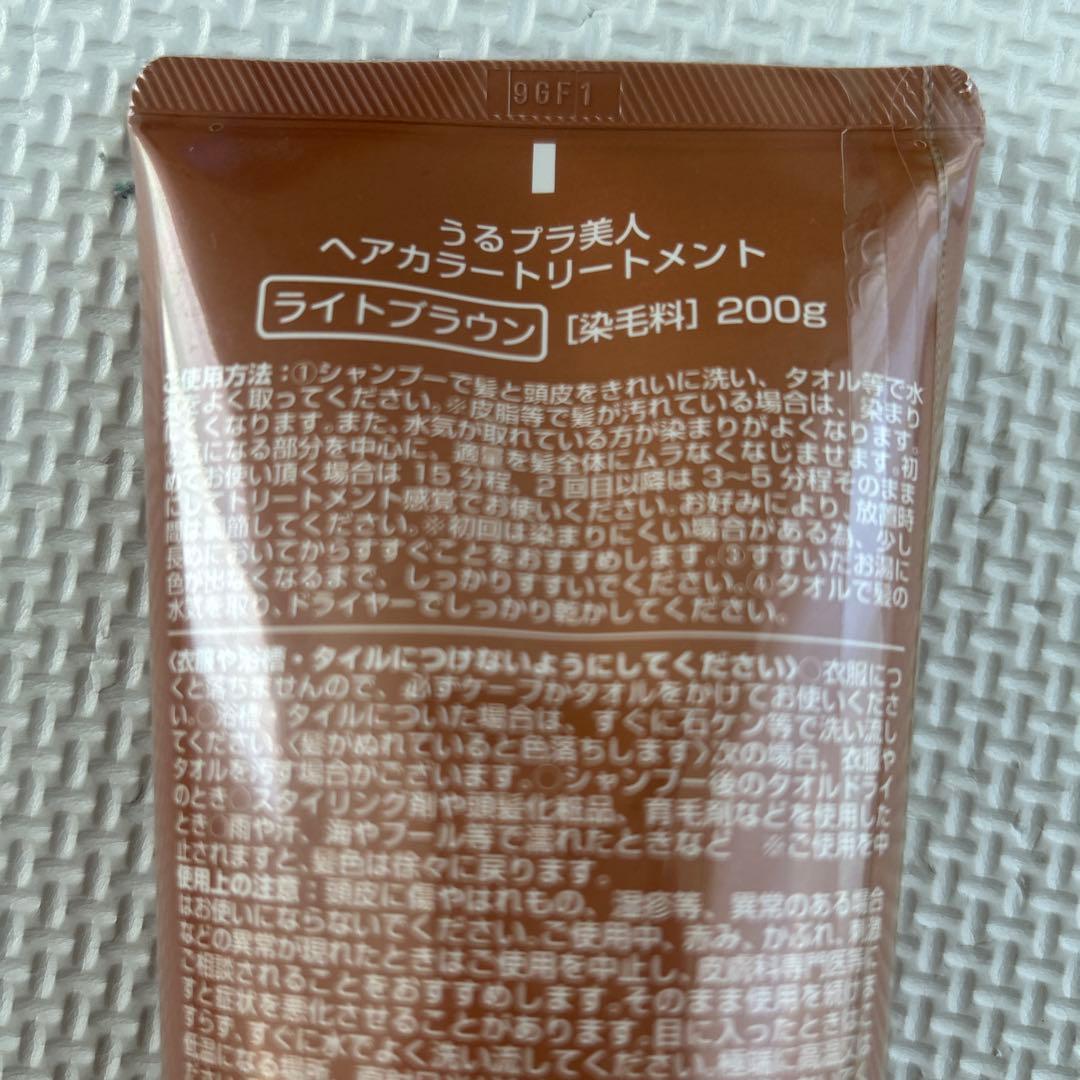 9GF1
うるプラ美人
ヘアカラートリートメント
ライトブラウン [染毛料] 200g
ご使用方法：①シャンプーで髪と頭皮をきれいに洗い、タオル等で水
をよく取ってください。※皮脂等で髪が汚れている場合は、染まり
くくなります。また、水気が取れている方が染まりがよくなります。
気になる部分を中心に、適量を髪全体にムラなくなじませます。初
めてお使い頂く場合は 15 分程、2 回目以降は 3～5 分程そのまま
にしてトリートメント感覚でお使いください。お好みにより、放置時
間は調節してください。※初回は染まりにくい場合がある為、少し
長めにおいてからすすぐことをおすすめします。③すすいだお湯に
色が出なくなるまで、しっかりすすいでください。④タオルで髪の
水気を取り、ドライヤーでしっかり乾かしてください。
〈衣服や浴槽・タイルにつけないようにしてください〉○衣服につ
くと落ちませんので、必ずケープかタオルをかけてお使いくださ
い。○浴槽・タイルについた場合は、すぐに石ケン等で洗い流し
てください。〈髪がぬれていると色落ちします〉次の場合、衣服や
タオルを汚す場合がございます。○シャンプー後のタオルドライ
のとき○スタイリング剤や頭髪化粧品、育毛剤などを使用した
とき○雨や汗、海やプール等で濡れたときなど ※ご使用を中
止されますと、髪色は徐々に戻ります。
使用上の注意：頭皮に傷やはれもの、湿疹等、異常のある場合
はお使いにならないでください。ご使用中、赤み、かぶれ、刺激
などの異常が現れたときはご使用を中止し、皮膚科専門医
ご相談されることをおすすめします。そのまま使用を続けま
すと症状を悪化させることがあります。目に入ったときは
すらず、すぐに水でよく洗い流してください。極端に高温
低温になる場所